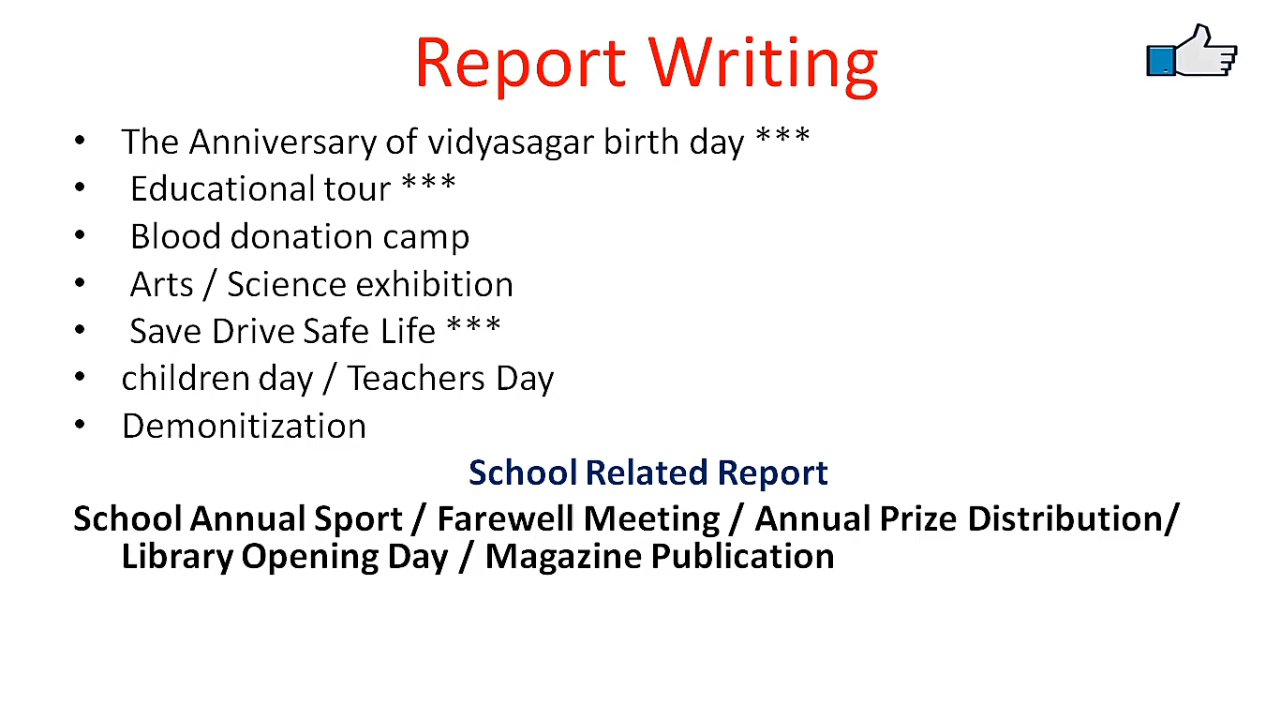 Report Writing
• The Anniversary of vidyasagar birth day ***
• Educational tour ***
• Blood donation camp
• Arts / Science exhibition
• Save Drive Safe Life ***
• children day / Teachers Day
• Demonitization
School Related Report
School Annual Sport / Farewell Meeting / Annual Prize Distribution/
Library Opening Day / Magazine Publication